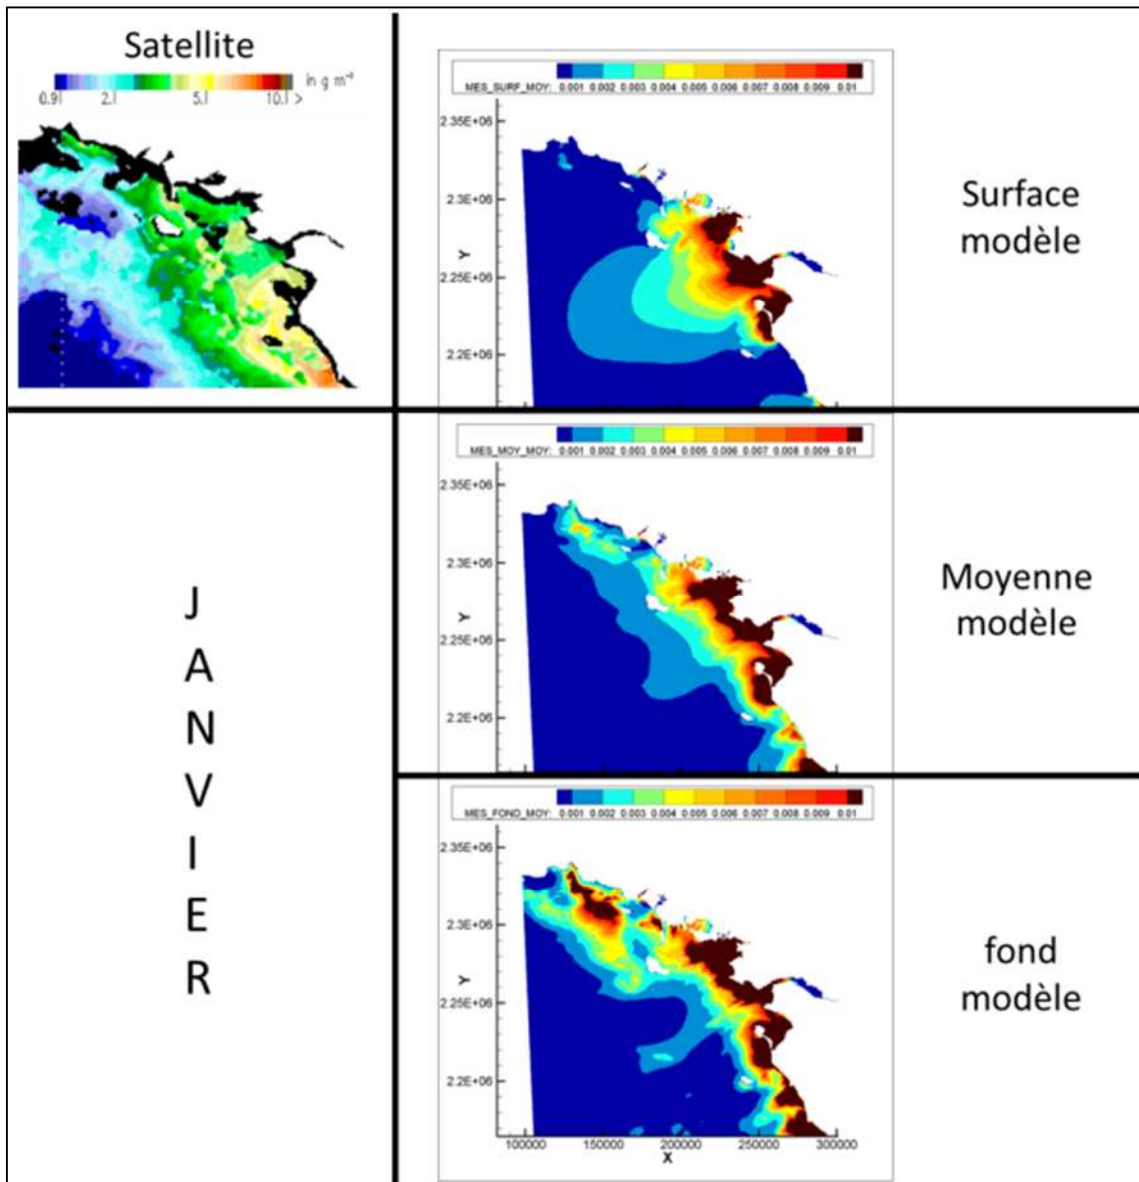 Satellite
in g m⁻³
0.91 2.1 5.1 10.1 >
MES_SURF_MOY: 0.001 0.002 0.003 0.004 0.005 0.006 0.007 0.008 0.009 0.01
2.35E+06
2.3E+06
Y
2.25E+06
2.2E+06
Surface
modèle
J
A
N
V
I
E
R
MES_MOY_MOY: 0.001 0.002 0.003 0.004 0.005 0.006 0.007 0.008 0.009 0.01
2.35E+06
2.3E+06
Y
2.25E+06
2.2E+06
Moyenne
modèle
MES_FOND_MOY: 0.001 0.002 0.003 0.004 0.005 0.006 0.007 0.008 0.009 0.01
2.35E+06
2.3E+06
Y
2.25E+06
2.2E+06
100000 150000 200000 250000 300000
X
fond
modèle